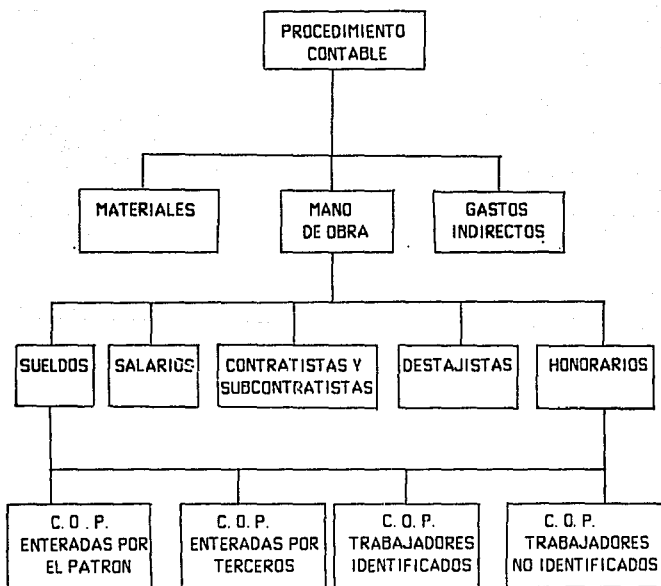 PROCEDIMIENTO
CONTABLE
MATERIALES
MANO
DE OBRA
GASTOS
INDIRECTOS
SUELDOS
SALARIOS
CONTRATISTAS Y
SUBCONTRATISTAS
DESTAJISTAS
HONORARIOS
C. O. P.
ENTERADAS POR
EL PATRON
C. O. P.
ENTERADAS POR
TERCEROS
C. O. P.
TRABAJADORES
IDENTIFICADOS
C. O. P.
TRABAJADORES
NO IDENTIFICADOS